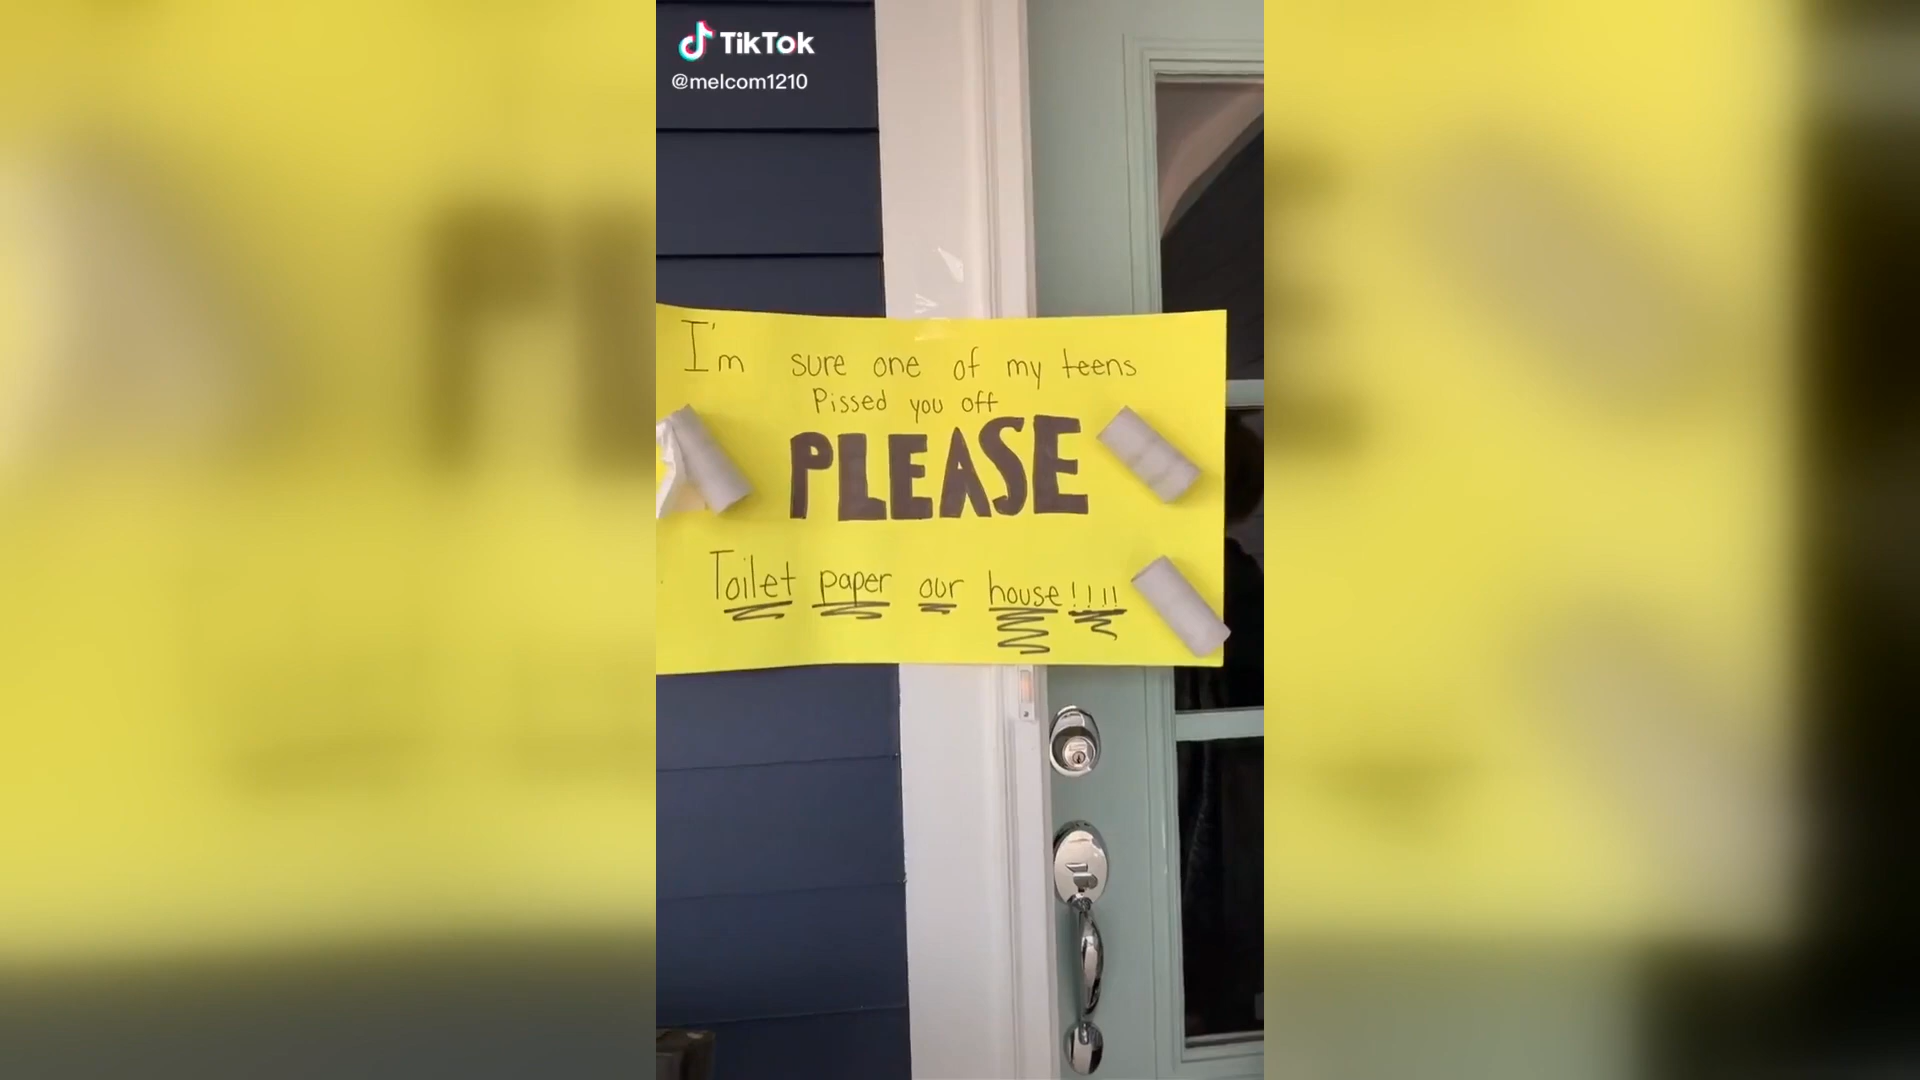 TikTok
@melcom1210
I'm sure one of my teens
Pissed you off
PLEASE
Toilet paper our house!!!!